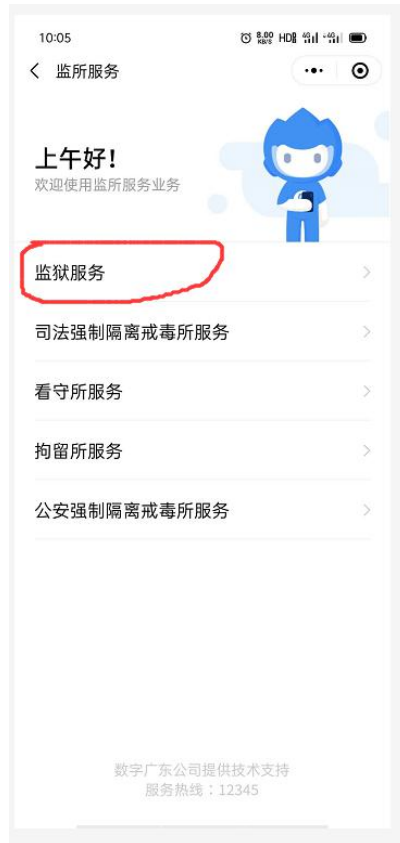 10:05
8.00 KB/S HD 4G 4G
监所服务
上午好!
欢迎使用监所服务业务
监狱服务
司法强制隔离戒毒所服务
看守所服务
拘留所服务
公安强制隔离戒毒所服务
数字广东公司提供技术支持
服务热线：12345